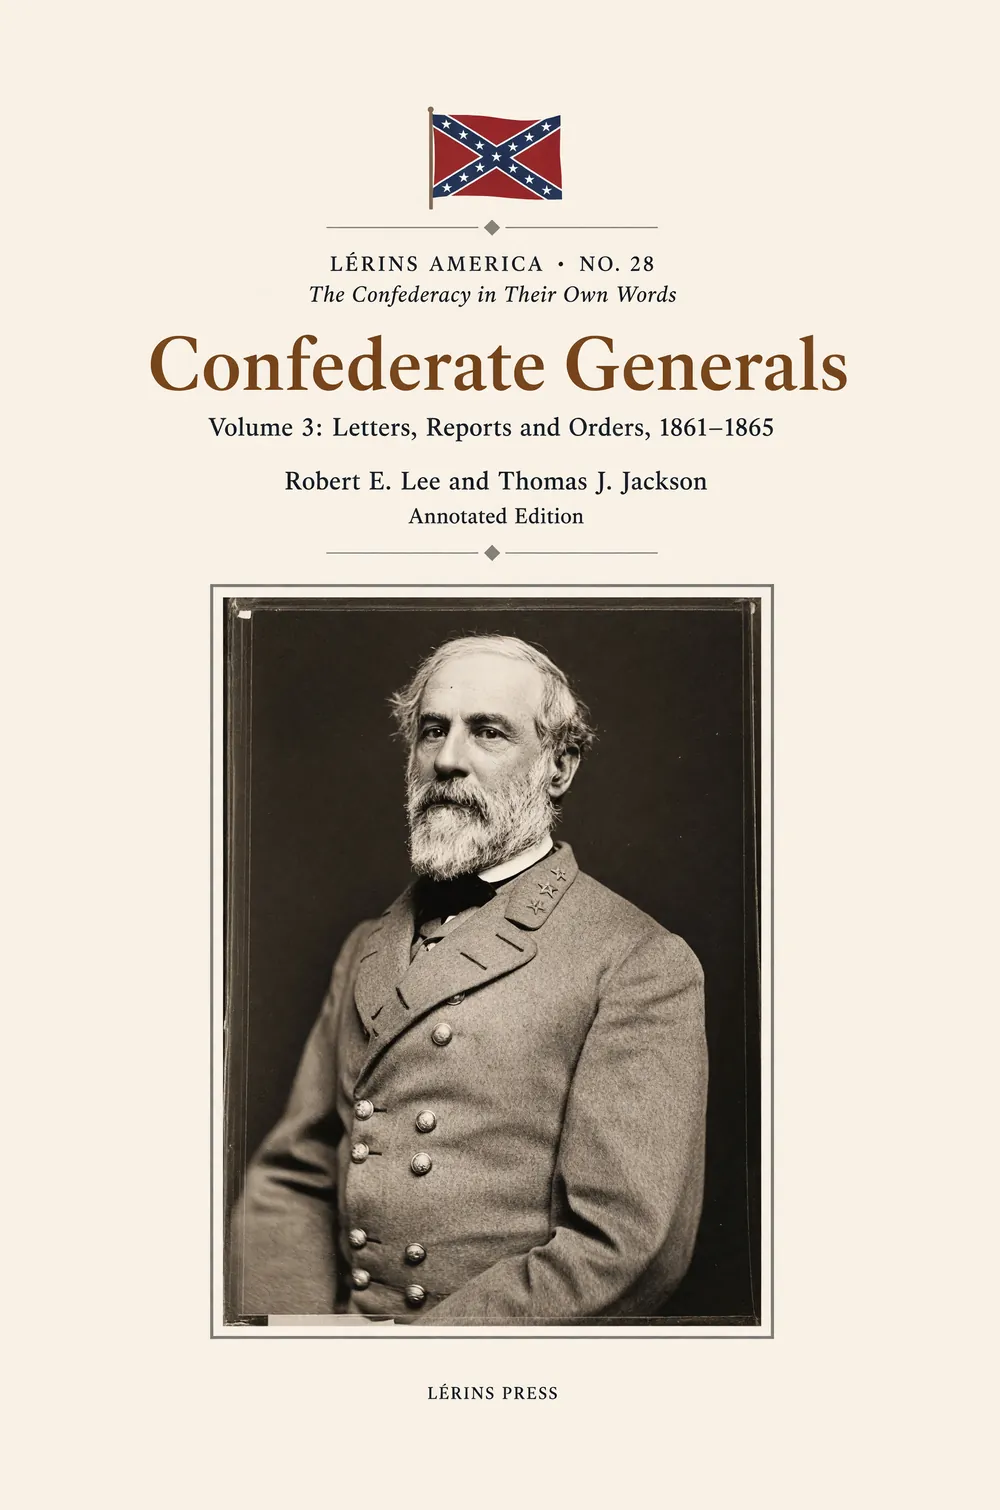 LÉRINS AMERICA • NO. 28
The Confederacy in Their Own Words
Confederate Generals
Volume 3: Letters, Reports and Orders, 1861–1865
Robert E. Lee and Thomas J. Jackson
Annotated Edition
LÉRINS PRESS